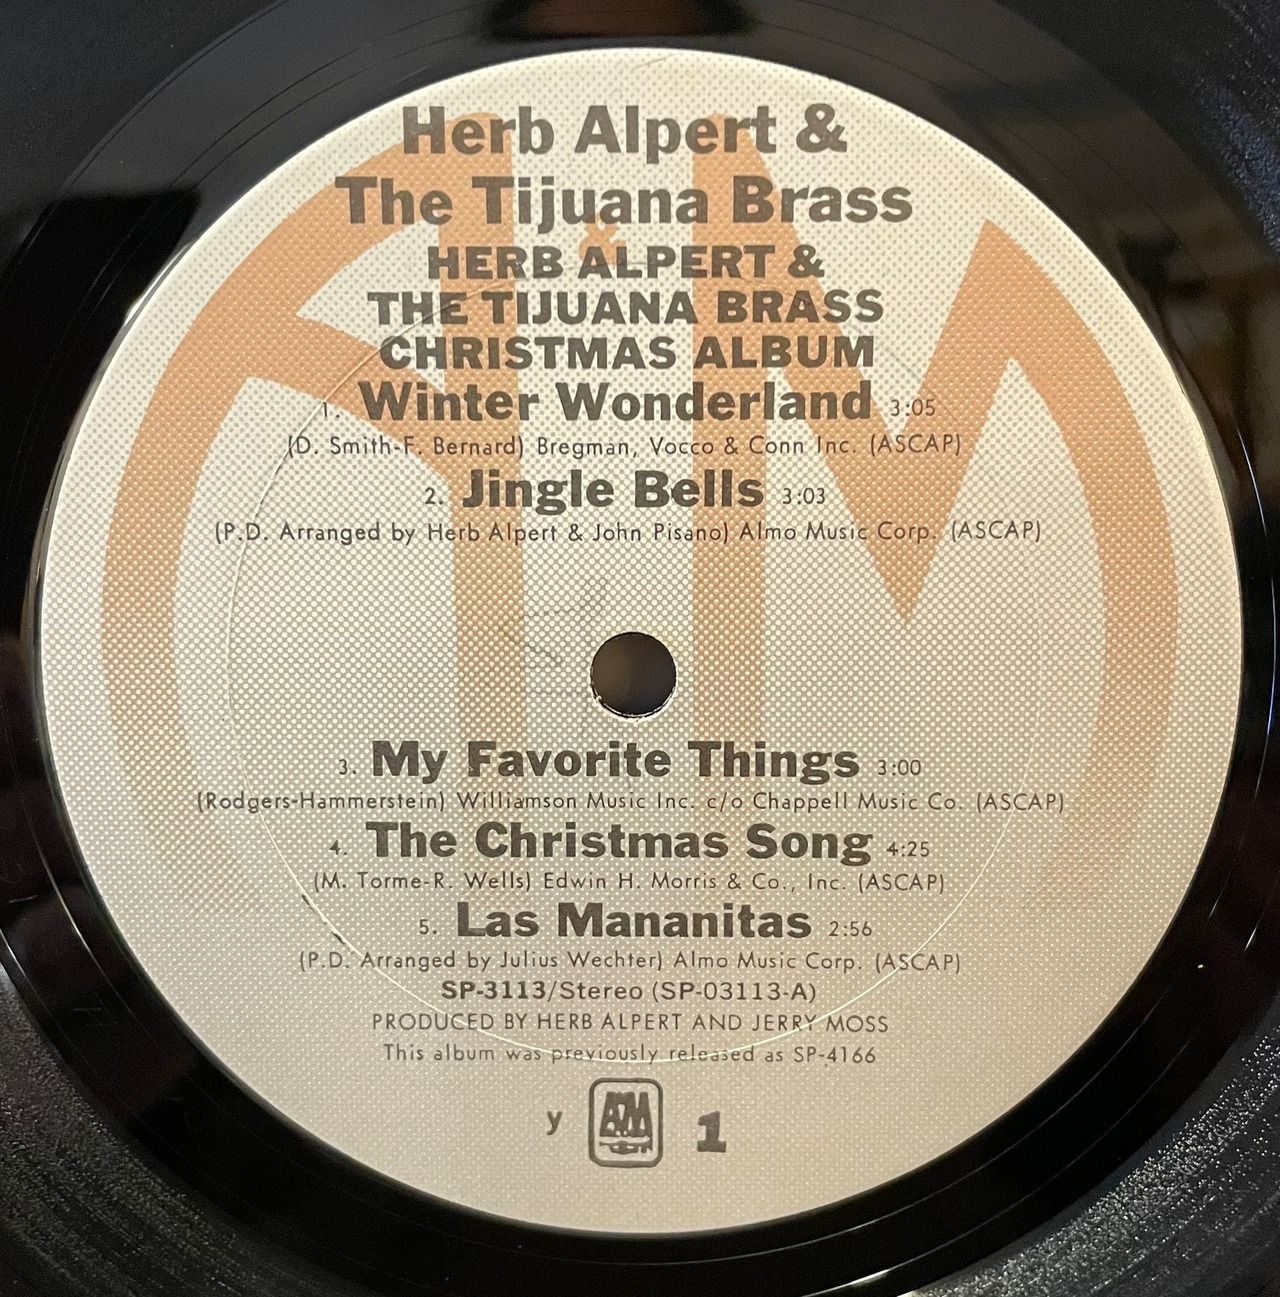 Herb Alpert &
The Tijuana Brass
HERB ALPERT &
THE TIJUANA BRASS
CHRISTMAS ALBUM
1. Winter Wonderland 3:05
(D. Smith-F. Bernard) Bregman, Vocco & Conn Inc. (ASCAP)
2. Jingle Bells 3:03
(P.D. Arranged by Herb Alpert & John Pisano) Almo Music Corp. (ASCAP)
3. My Favorite Things 3:00
(Rodgers-Hammerstein) Williamson Music Inc. c/o Chappell Music Co. (ASCAP)
4. The Christmas Song 4:25
(M. Torme-R. Wells) Edwin H. Morris & Co., Inc. (ASCAP)
5. Las Mananitas 2:56
(P.D. Arranged by Julius Wechter) Almo Music Corp. (ASCAP)
SP-3113/Stereo (SP-03113-A)
PRODUCED BY HERB ALPERT AND JERRY MOSS
This album was previously released as SP-4166
y A&M 1